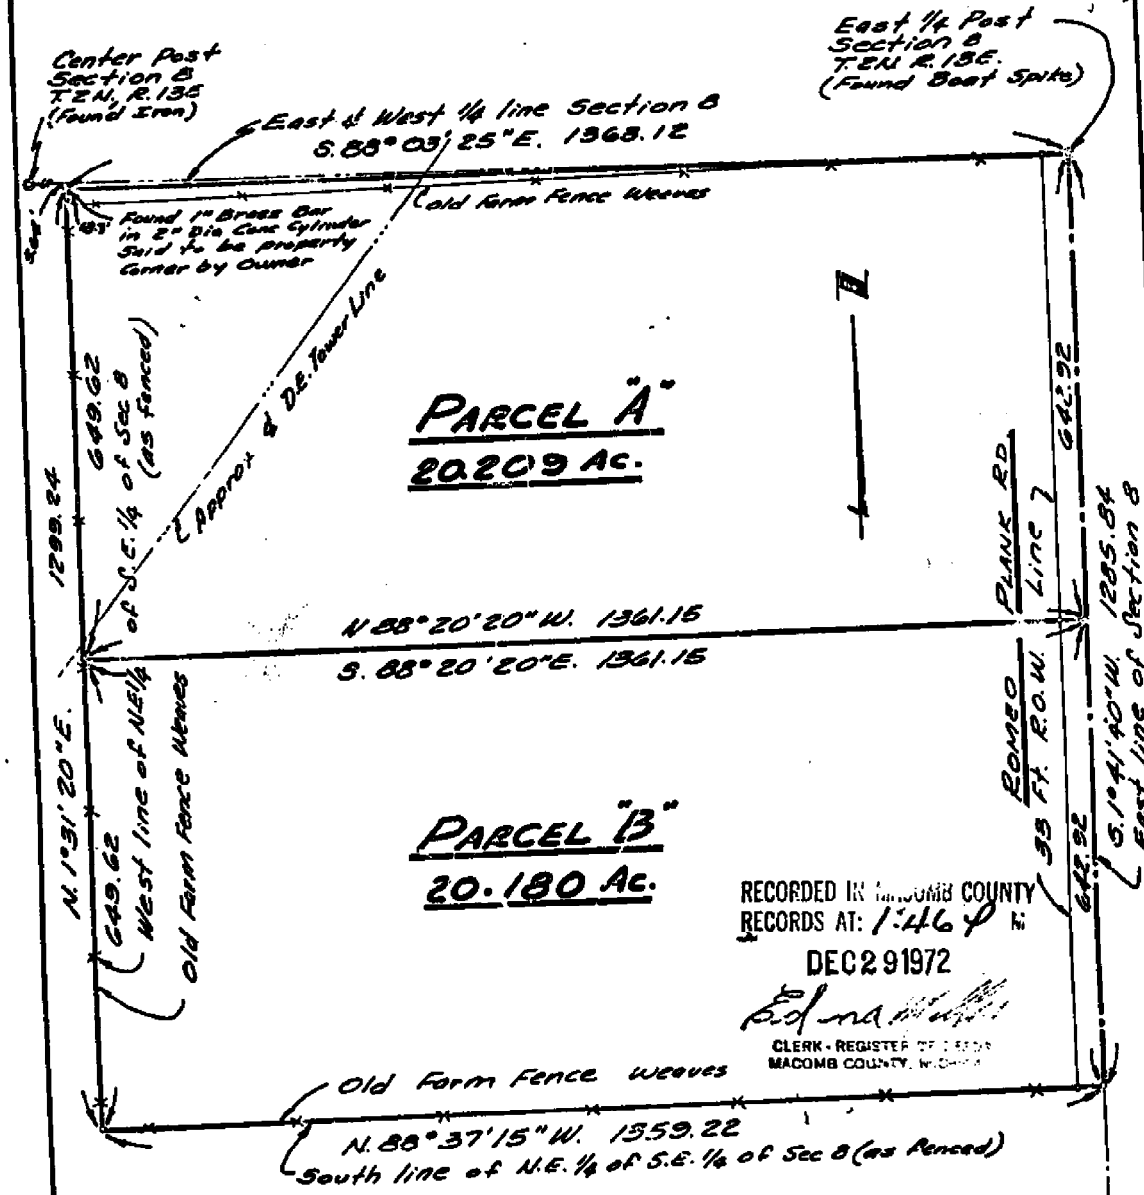 Center Post
Section 8
T.2N, R.13E
(Found Iron)
East 1/4 Post
Section 8
T.2N R.13E.
(Found Boat Spike)
East & West 1/4 line Section 8
S. 88° 03' 25" E. 1363.12
Old Farm Fence Weaves
Found 1" Brass Bar
in 2" Dia Conc Cylinder
Said to be property
Corner by Owner
Approx ℄ D.E. Tower Line
PARCEL "A"
20.209 Ac.
649.62
1299.24
of S.E. 1/4 of Sec 8
(as fenced)
642.92
PLANK RD.
Line
1285.84
N 88° 20' 20" W. 1361.15
S. 88° 20' 20" E. 1361.15
N. 1° 31' 20" E.
649.62
West line of N.E 1/4
Old Farm Fence Weaves
ROMEO
33 Ft. R.O.W.
642.92
S. 1° 41' 40" W.
East line of Section 8
PARCEL "B"
20.180 Ac.
RECORDED IN MACOMB COUNTY
RECORDS AT: 1:46 P M
DEC 29 1972
Edna
CLERK - REGISTER OF DEEDS
MACOMB COUNTY, MICHIGAN
Old Farm Fence Weaves
N. 88° 37' 15" W. 1359.22
South line of N.E. 1/4 of S.E. 1/4 of Sec 8 (as fenced)